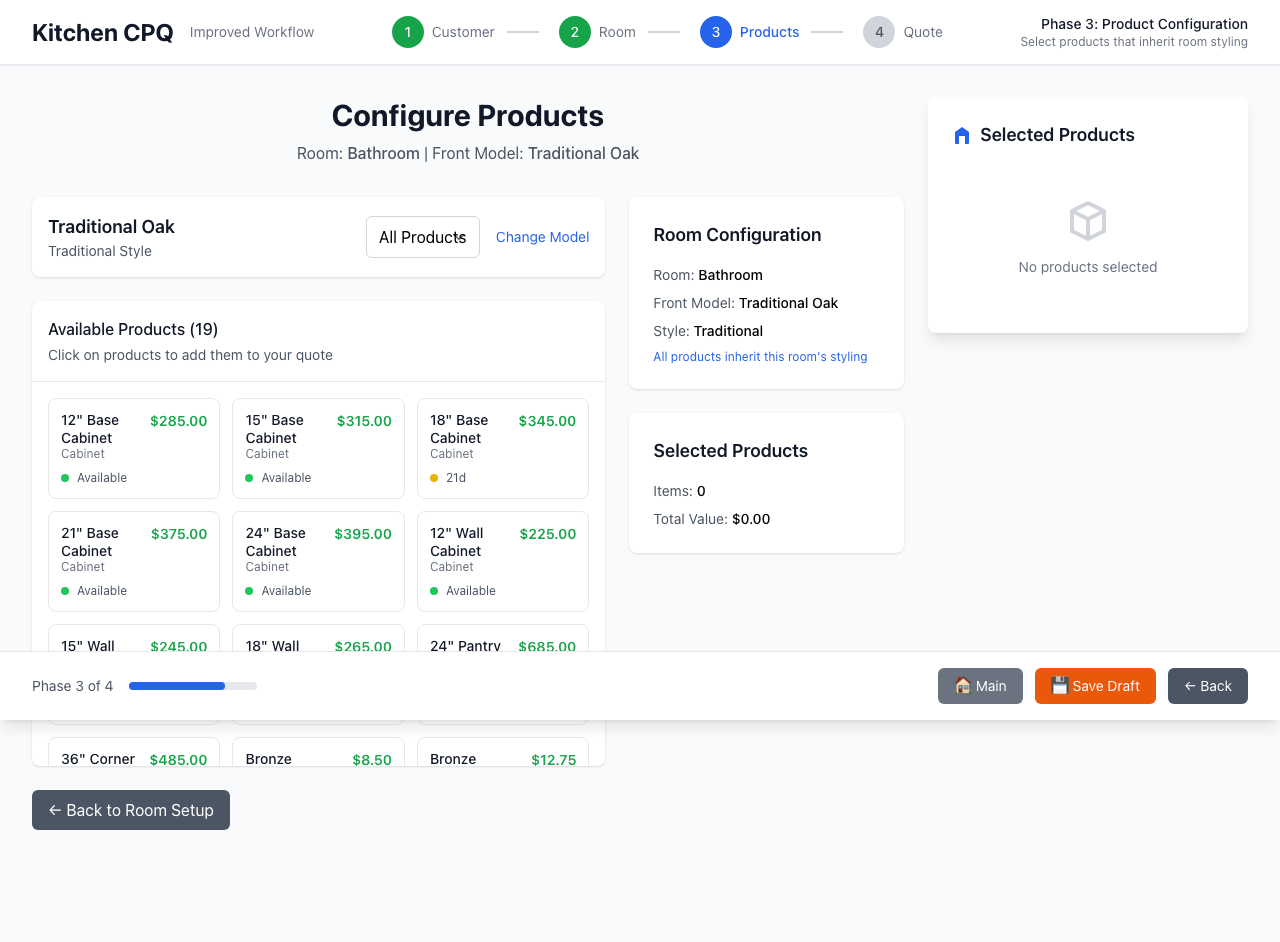 Kitchen CPQ
Improved Workflow
1 Customer
2 Room
3 Products
4 Quote
Phase 3: Product Configuration
Select products that inherit room styling
Configure Products
Room: Bathroom | Front Model: Traditional Oak
Traditional Oak
Traditional Style
All Products
Change Model
Available Products (19)
Click on products to add them to your quote
12" Base
Cabinet
$285.00
Cabinet
Available
15" Base
Cabinet
$315.00
Cabinet
Available
18" Base
Cabinet
$345.00
Cabinet
21d
21" Base
Cabinet
$375.00
Cabinet
Available
24" Base
Cabinet
$395.00
Cabinet
Available
12" Wall
Cabinet
$225.00
Cabinet
Available
15" Wall
$245.00
18" Wall
$265.00
24" Pantry
$685.00
36" Corner
$485.00
Bronze
$8.50
Bronze
$12.75
Room Configuration
Room: Bathroom
Front Model: Traditional Oak
Style: Traditional
All products inherit this room's styling
Selected Products
Items: 0
Total Value: $0.00
Selected Products
No products selected
Phase 3 of 4
🏠 Main
💾 Save Draft
← Back
← Back to Room Setup